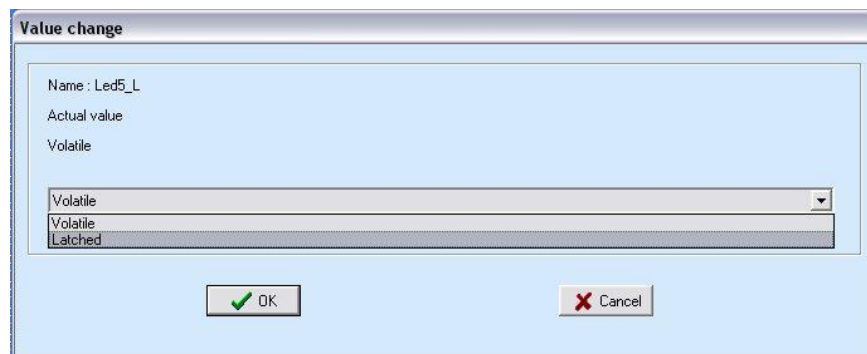 Value change
Name : Led5_L
Actual value
Volatile
Volatile
Volatile
Latched
OK
Cancel